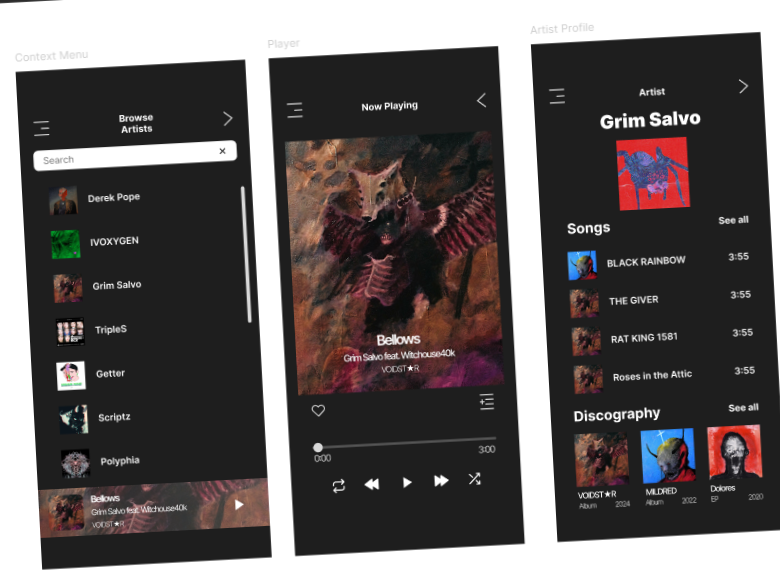 Context Menu
Browse
Artists
Search
Derek Pope
IVOXYGEN
Grim Salvo
TripleS
Getter
Scriptz
Polyphia
Bellows
Grim Salvo feat. Witchouse40k
VOIDST★R
Player
Now Playing
Bellows
Grim Salvo feat. Witchouse40k
VOIDST★R
0:00
3:00
Artist Profile
Artist
Grim Salvo
Songs See all
BLACK RAINBOW 3:55
THE GIVER 3:55
RAT KING 1581 3:55
Roses in the Attic 3:55
Discography See all
VOIDST★R
Album 2024
MILDRED
Album 2022
Dolores
EP 2020